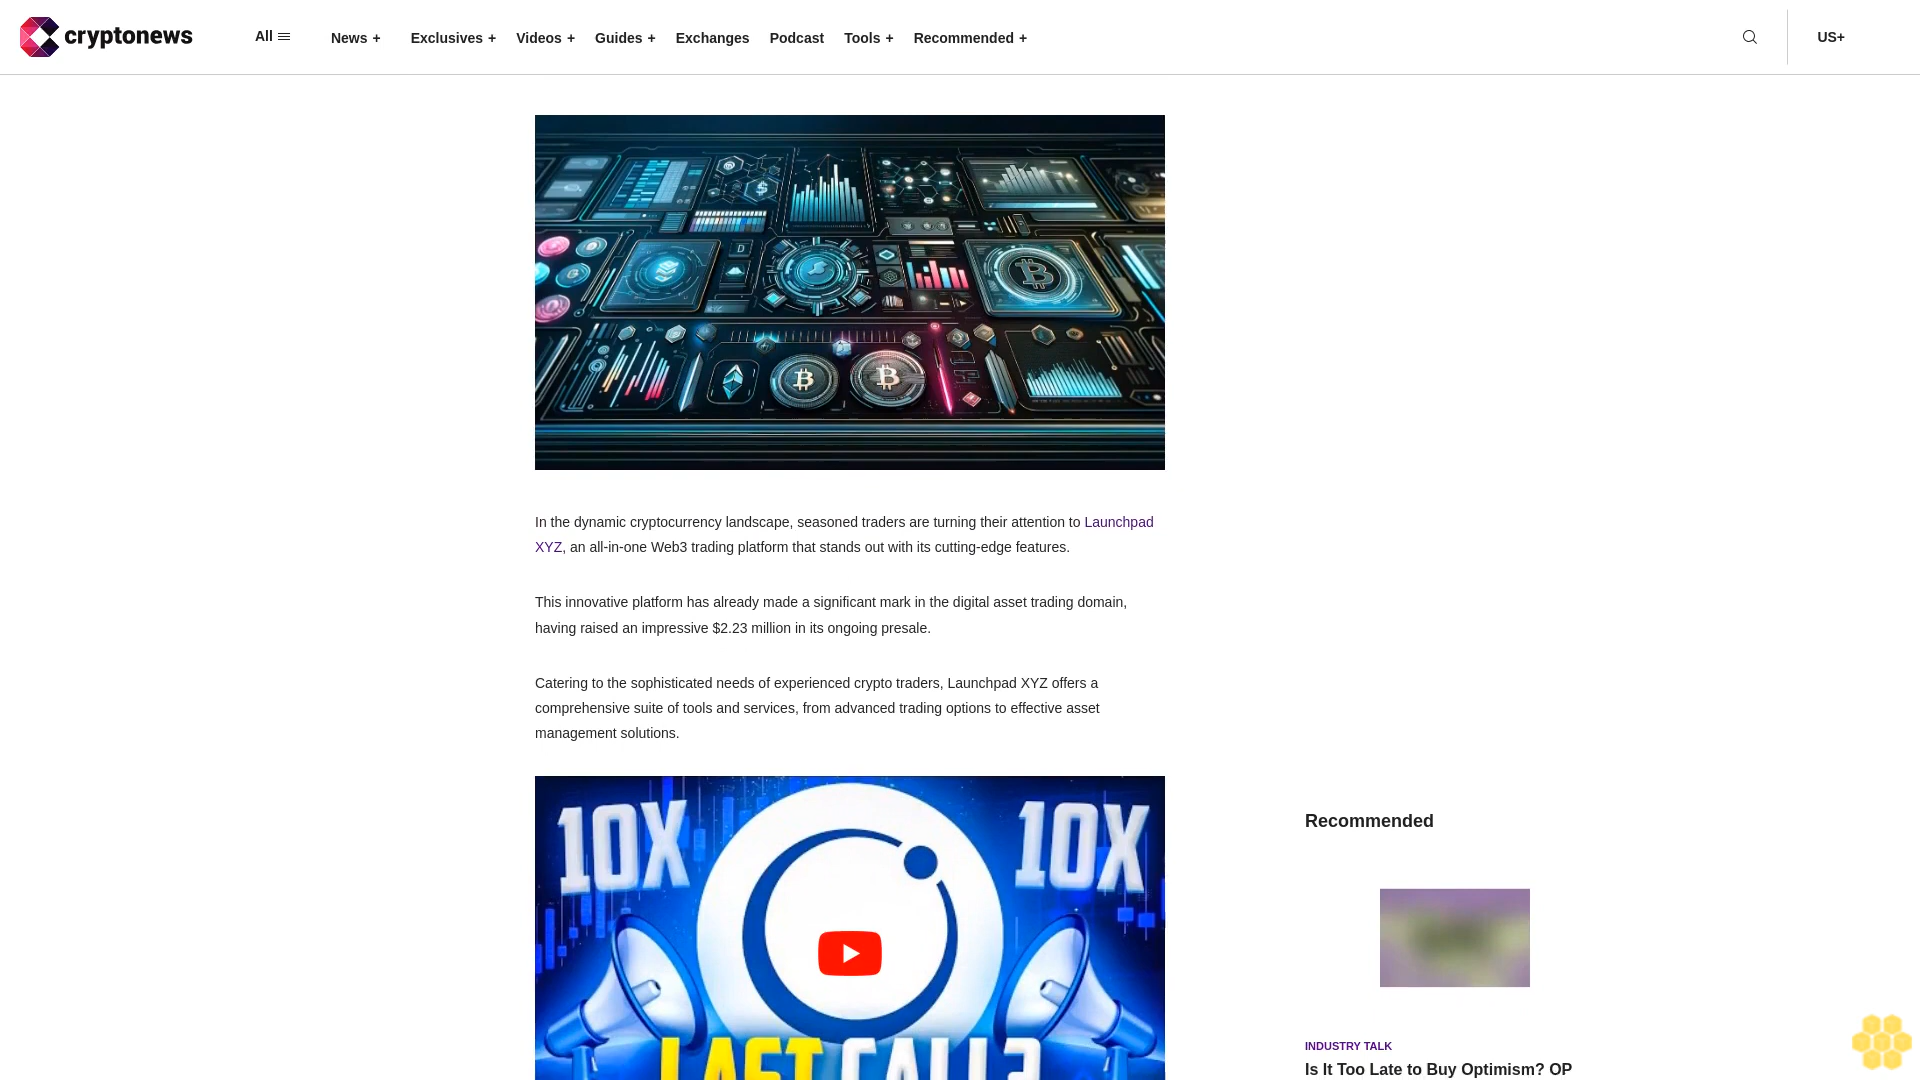 cryptonews
All
News +
Exclusives +
Videos +
Guides +
Exchanges
Podcast
Tools +
Recommended +
US+
In the dynamic cryptocurrency landscape, seasoned traders are turning their attention to Launchpad
XYZ, an all-in-one Web3 trading platform that stands out with its cutting-edge features.
This innovative platform has already made a significant mark in the digital asset trading domain,
having raised an impressive $2.23 million in its ongoing presale.
Catering to the sophisticated needs of experienced crypto traders, Launchpad XYZ offers a
comprehensive suite of tools and services, from advanced trading options to effective asset
management solutions.
10X
10X
LAST CALL?
Recommended
INDUSTRY TALK
Is It Too Late to Buy Optimism? OP